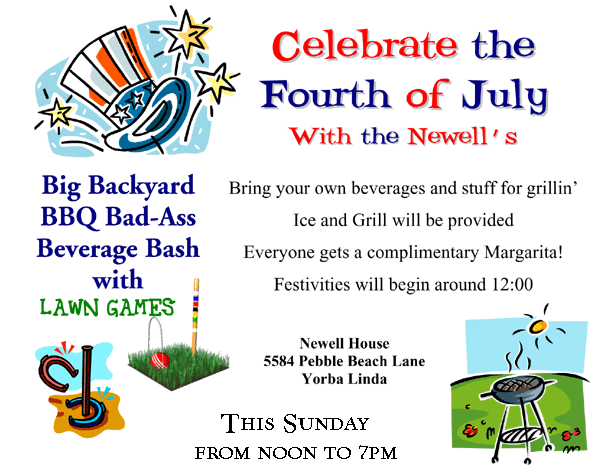 Celebrate the
Fourth of July
With the Newell's
Big Backyard
BBQ Bad-Ass
Beverage Bash
with
LAWN GAMES
Bring your own beverages and stuff for grillin'
Ice and Grill will be provided
Everyone gets a complimentary Margarita!
Festivities will begin around 12:00
Newell House
5584 Pebble Beach Lane
Yorba Linda
THIS SUNDAY
FROM NOON TO 7PM